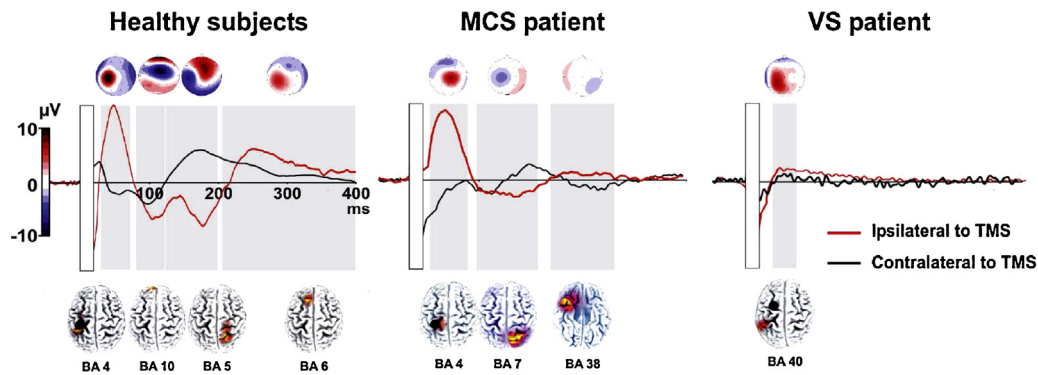 Healthy subjects
MCS patient
VS patient
µV
10
0
-10
100
200
300
400
ms
Ipsilateral to TMS
Contralateral to TMS
BA 4
BA 10
BA 5
BA 6
BA 4
BA 7
BA 38
BA 40